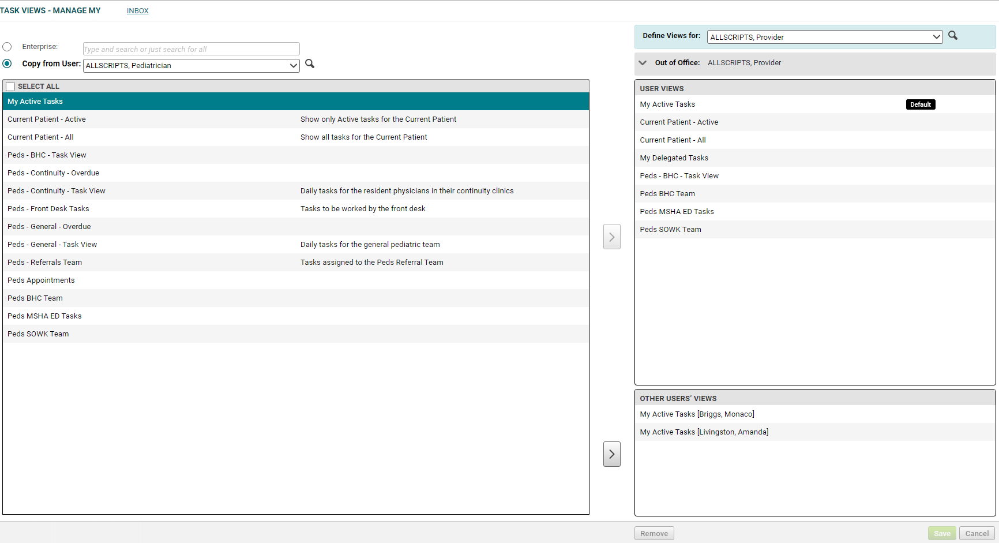 TASK VIEWS - MANAGE MY INBOX
Enterprise: Type and search or just search for all
Copy from User: ALLSCRIPTS, Pediatrician
SELECT ALL
My Active Tasks
Current Patient - Active Show only Active tasks for the Current Patient
Current Patient - All Show all tasks for the Current Patient
Peds - BHC - Task View
Peds - Continuity - Overdue
Peds - Continuity - Task View Daily tasks for the resident physicians in their continuity clinics
Peds - Front Desk Tasks Tasks to be worked by the front desk
Peds - General - Overdue
Peds - General - Task View Daily tasks for the general pediatric team
Peds - Referrals Team Tasks assigned to the Peds Referral Team
Peds Appointments
Peds BHC Team
Peds MSHA ED Tasks
Peds SOWK Team
Define Views for: ALLSCRIPTS, Provider
Out of Office: ALLSCRIPTS, Provider
USER VIEWS
My Active Tasks Default
Current Patient - Active
Current Patient - All
My Delegated Tasks
Peds - BHC - Task View
Peds BHC Team
Peds MSHA ED Tasks
Peds SOWK Team
OTHER USERS´ VIEWS
My Active Tasks [Briggs, Monaco]
My Active Tasks [Livingston, Amanda]
Remove Save Cancel